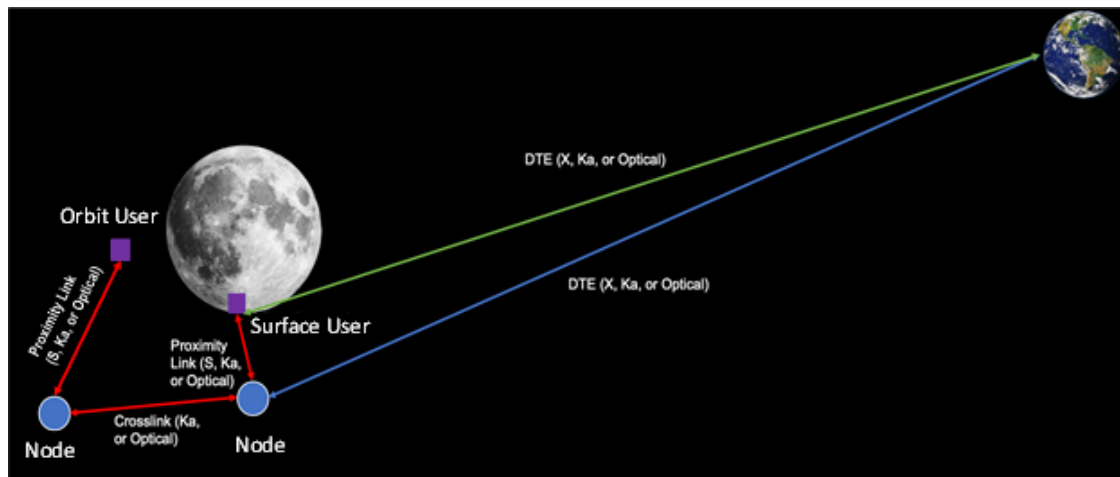 DTE (X, Ka, or Optical)
Orbit User
DTE (X, Ka, or Optical)
Proximity Link
(S, Ka, or Optical)
Surface User
Proximity
Link (S, Ka,
or Optical)
Crosslink (Ka,
or Optical)
Node
Node